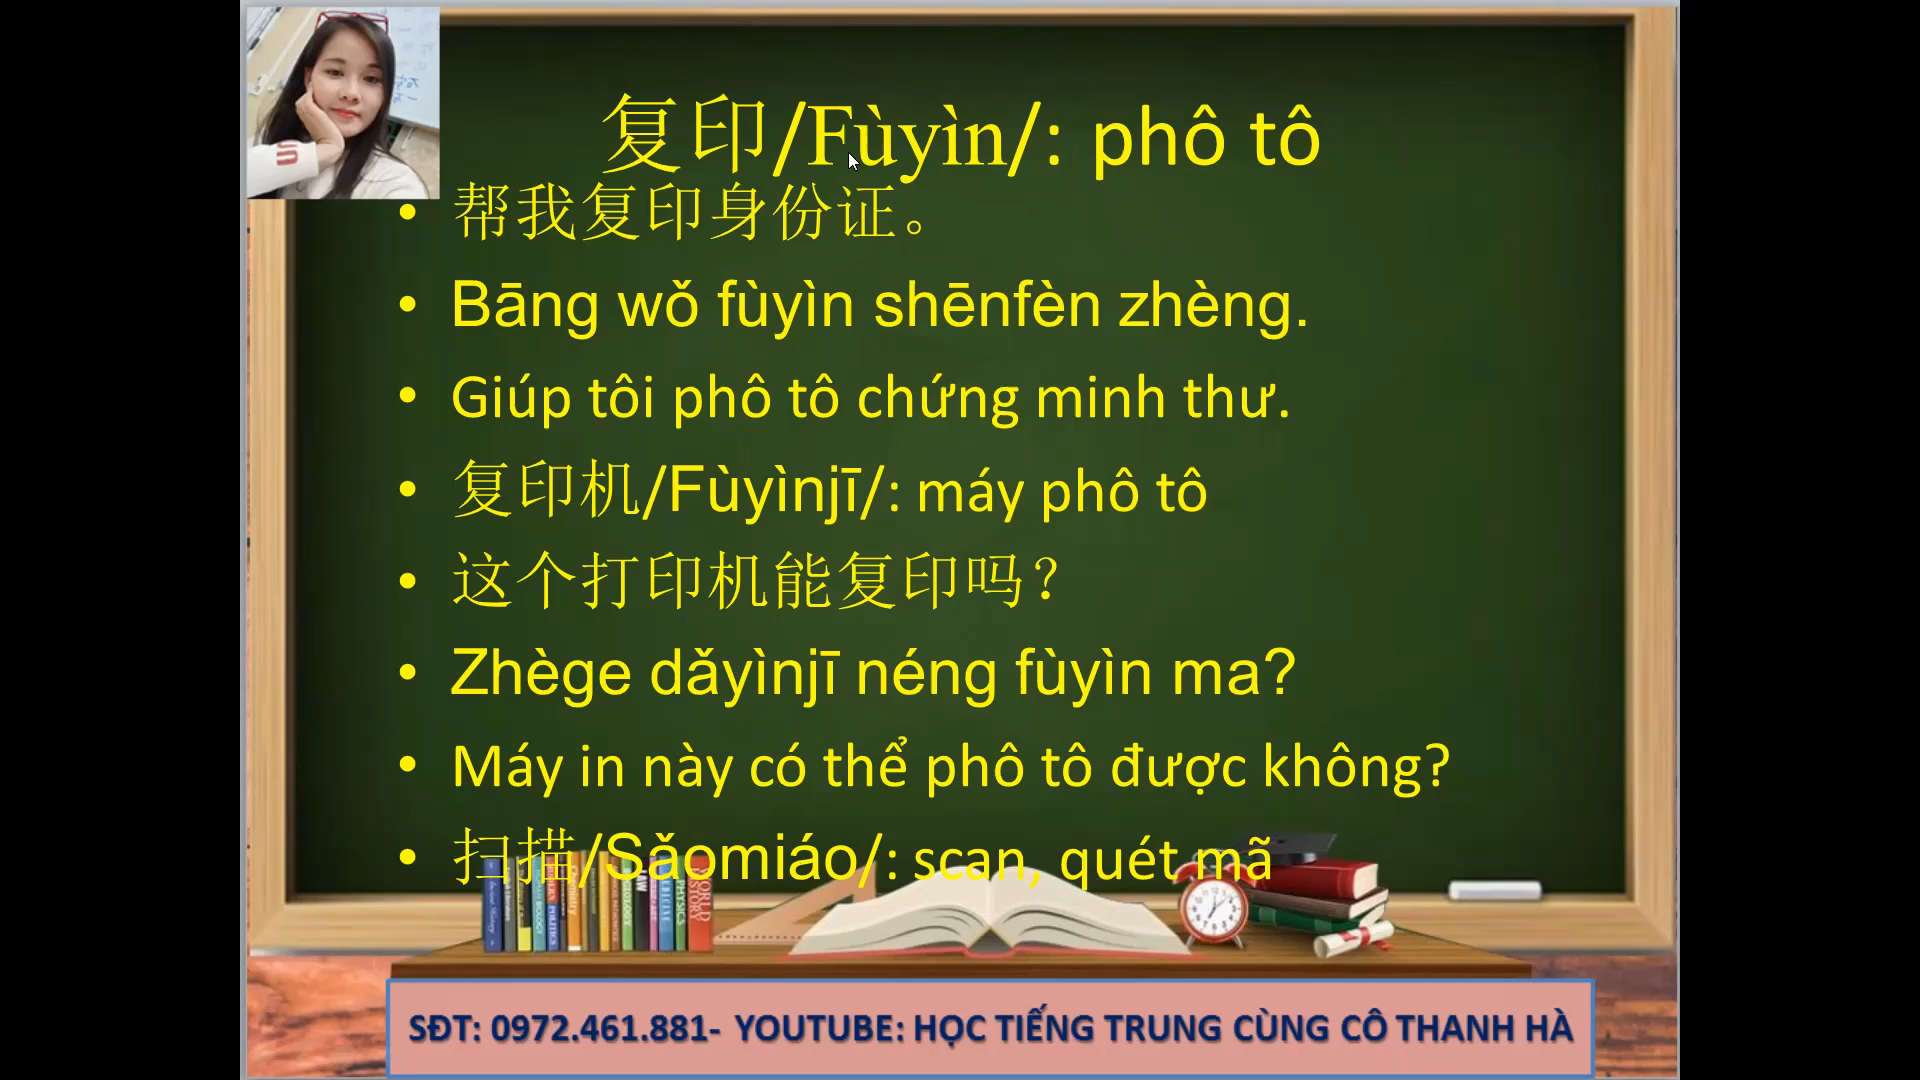 复印/Fùyìn/: phô tô
• 帮我复印身份证。
• Bāng wǒ fùyìn shēnfèn zhèng.
• Giúp tôi phô tô chứng minh thư.
• 复印机/Fùyìnjī/: máy phô tô
• 这个打印机能复印吗?
• Zhège dǎyìnjī néng fùyìn ma?
• Máy in này có thể phô tô được không?
• 扫描/Sǎomiáo/: scan, quét mã
SĐT: 0972.461.881- YOUTUBE: HỌC TIẾNG TRUNG CÙNG CÔ THANH HÀ